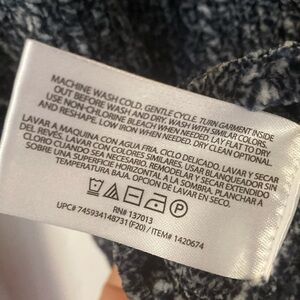 MACHINE WASH COLD, GENTLE CYCLE. TURN GARMENT INSIDE
OUT BEFORE WASH AND DRY. WASH WITH SIMILAR COLORS.
USE NON-CHLORINE BLEACH WHEN NEEDED. LAY FLAT TO DRY
AND RESHAPE. LOW IRON WHEN NEEDED. DRY CLEAN OPTIONAL.
LAVAR A MAQUINA CON AGUA FRIA. CICLO DELICADO. LAVAR Y SECAR
DEL REVÉS. LAVAR CON COLORES SIMILARES. USAR BLANQUEADOR SIN
CLORO CUANDO SEA NECESARIO. REMODELAR Y SECAR EXTENDIDO
SOBRE UNA SUPERFICIE HORIZONTAL A LA SOMBRA. PLANCHAR A
TEMPERATURA BAJA. OPCION DE LAVAR EN SECO.
P
RN# 137013
UPC# 745934148731 (F20) / ITEM# 1420674